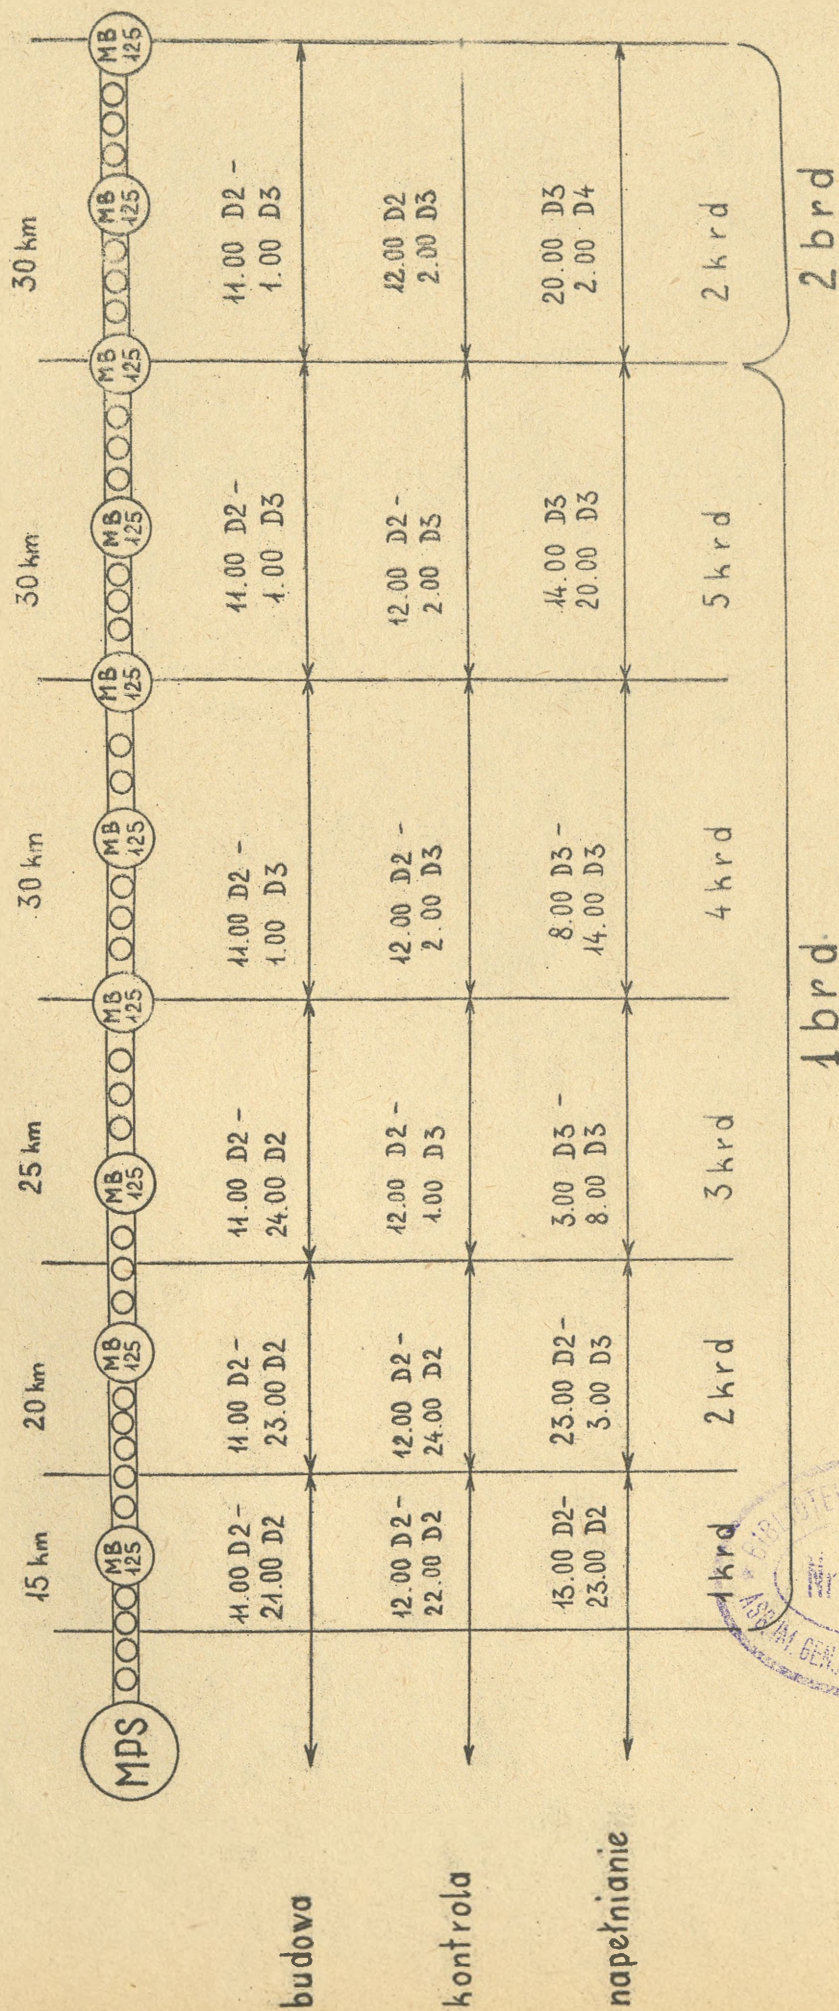 15 km 20 km 25 km 30 km 30 km 30 km
MPS MB 125 MB 125 MB 125 MB 125 MB 125 MB 125 MB 125 MB 125 MB 125
budowa
11.00 D2 - 11.00 D2 - 11.00 D2 - 11.00 D2 - 11.00 D2 - 11.00 D2 -
21.00 D2 23.00 D2 24.00 D2 1.00 D3 1.00 D3 1.00 D3
kontrola
12.00 D2 - 12.00 D2 - 12.00 D2 - 12.00 D2 - 12.00 D2 - 12.00 D2
22.00 D2 24.00 D2 1.00 D3 2.00 D3 2.00 D3 2.00 D3
napełnianie
13.00 D2 - 23.00 D2 - 3.00 D3 - 8.00 D3 - 14.00 D3 20.00 D3
23.00 D2 3.00 D3 8.00 D3 14.00 D3 20.00 D3 2.00 D4
1 krd 2 krd 3 krd 4 krd 5 krd 2 krd
1 brd. 2 brd
ASG IM. GEN.